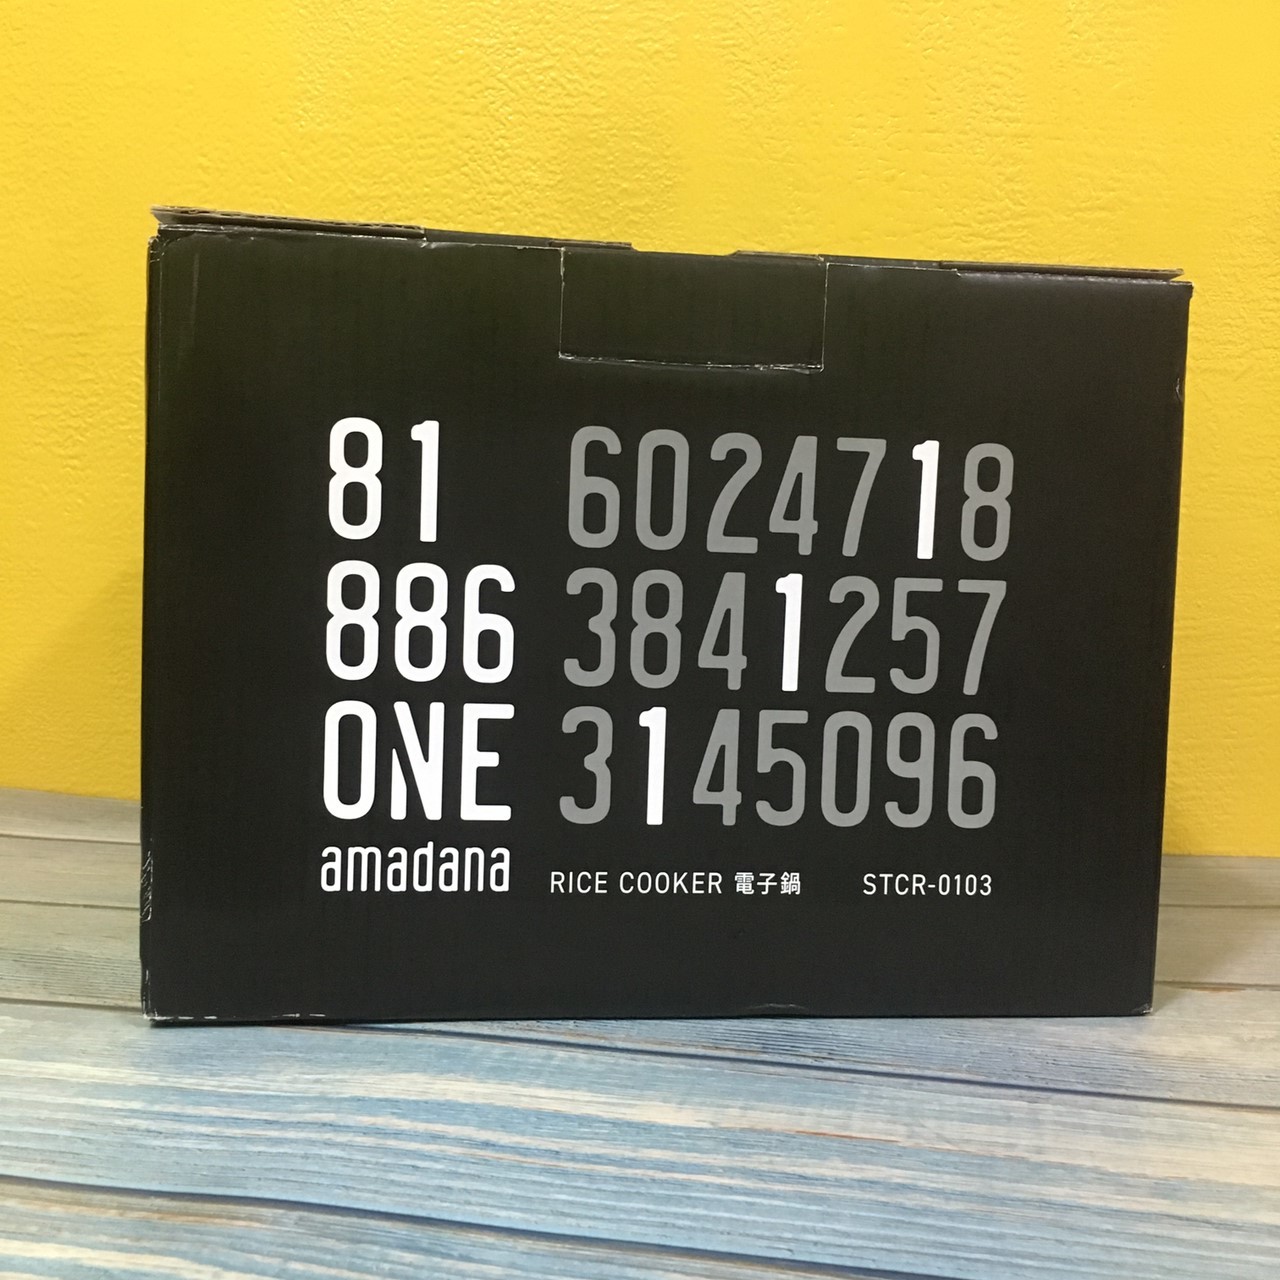 81 6024718
886 3841257
ONE 3145096
amadana RICE COOKER 電子鍋 STCR-0103